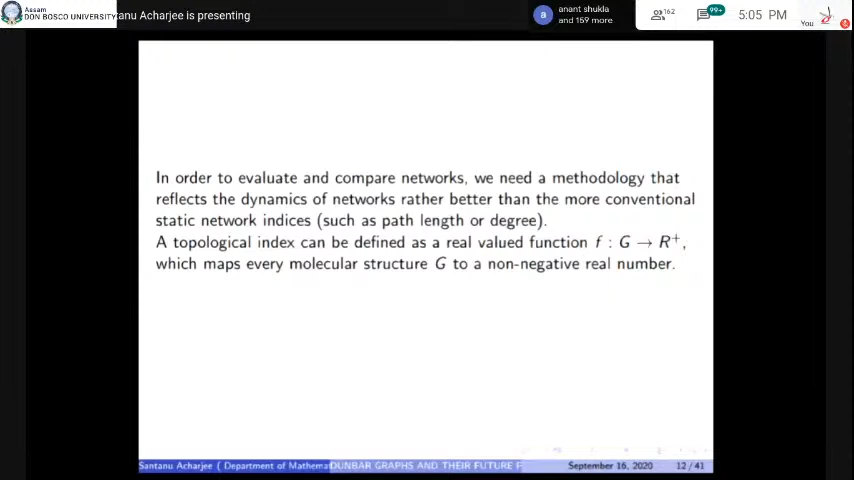 Assam
DON BOSCO UNIVERSITY
tanu Acharjee is presenting
a
anant shukla
and 159 more
162
99+
5:05 PM
You
In order to evaluate and compare networks, we need a methodology that
reflects the dynamics of networks rather better than the more conventional
static network indices (such as path length or degree).
A topological index can be defined as a real valued function f : G → R⁺,
which maps every molecular structure G to a non-negative real number.
Santanu Acharjee ( Department of Mathemat
DUNBAR GRAPHS AND THEIR FUTURE
September 16, 2020
12 / 41